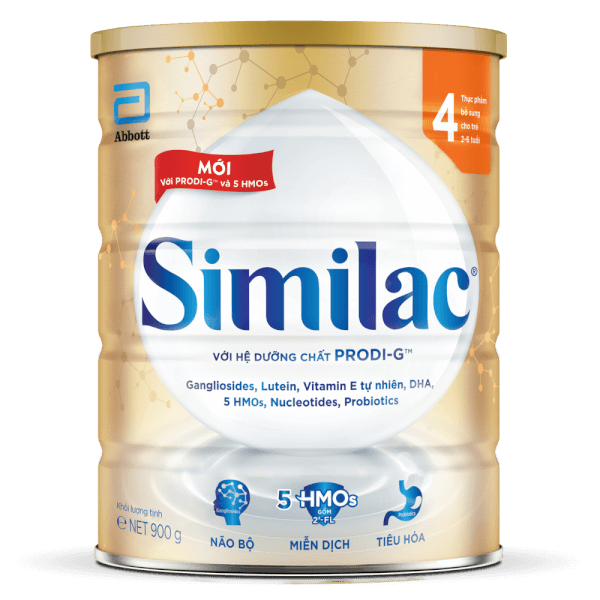 Abbott
MỚI
Với PRODI-G™ và 5 HMOs
4
Thực phẩm
bổ sung
cho trẻ
2-6 tuổi
Similac®
VỚI HỆ DƯỠNG CHẤT PRODI-G™
Gangliosides, Lutein, Vitamin E tự nhiên, DHA,
5 HMOs, Nucleotides, Probiotics
Khối lượng tịnh
℮ NET 900 g
Gangliosides
NÃO BỘ
5 HMOs
GỒM
2'-FL
MIỄN DỊCH
Probiotics
TIÊU HÓA